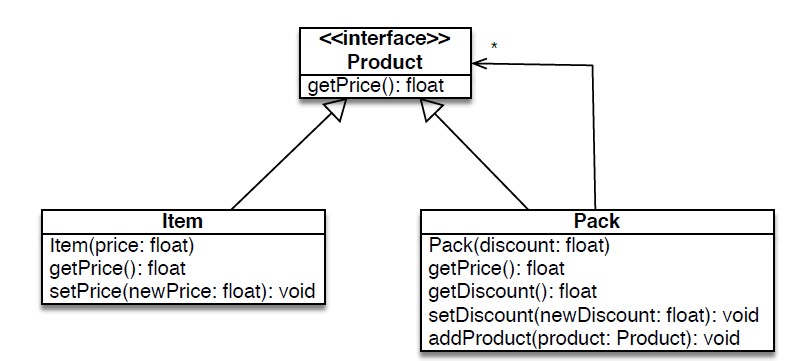 <<interface>>
Product
getPrice(): float
*
Item
Item(price: float)
getPrice(): float
setPrice(newPrice: float): void
Pack
Pack(discount: float)
getPrice(): float
getDiscount(): float
setDiscount(newDiscount: float): void
addProduct(product: Product): void